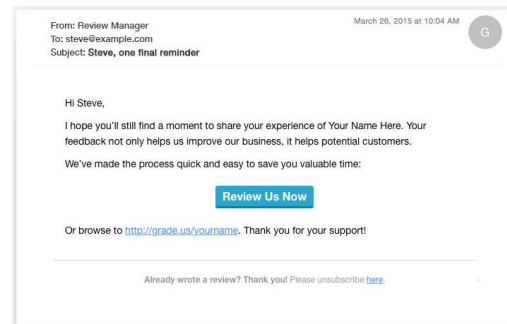 From: Review Manager
March 26, 2015 at 10:04 AM
To: steve@example.com
Subject: Steve, one final reminder
G
Hi Steve,
I hope you'll still find a moment to share your experience of Your Name Here. Your
feedback not only helps us improve our business, it helps potential customers.
We've made the process quick and easy to save you valuable time:
Review Us Now
Or browse to http://grade.us/yourname. Thank you for your support!
Already wrote a review? Thank you! Please unsubscribe here.